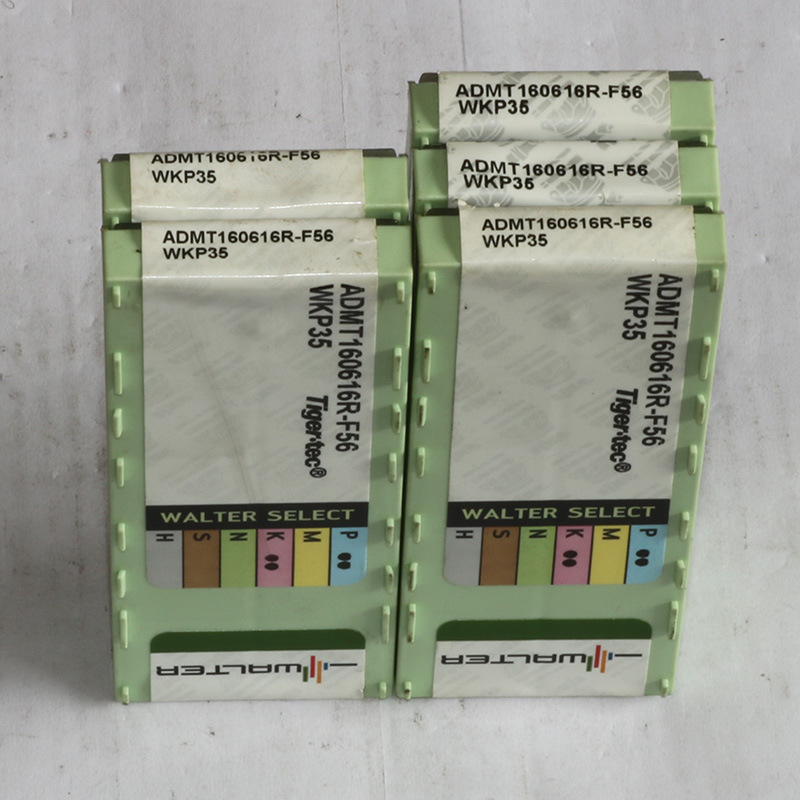 ADMT160616R-F56
WKP35
ADMT160616R-F56
WKP35
ADMT160616R-F56
WKP35
Tiger·tec®
WALTER SELECT
H S N K M P
WALTER
ADMT160616R-F56
WKP35
ADMT160616R-F56
WKP35
ADMT160616R-F56
WKP35
ADMT160616R-F56
WKP35
Tiger·tec®
WALTER SELECT
H S N K M P
WALTER